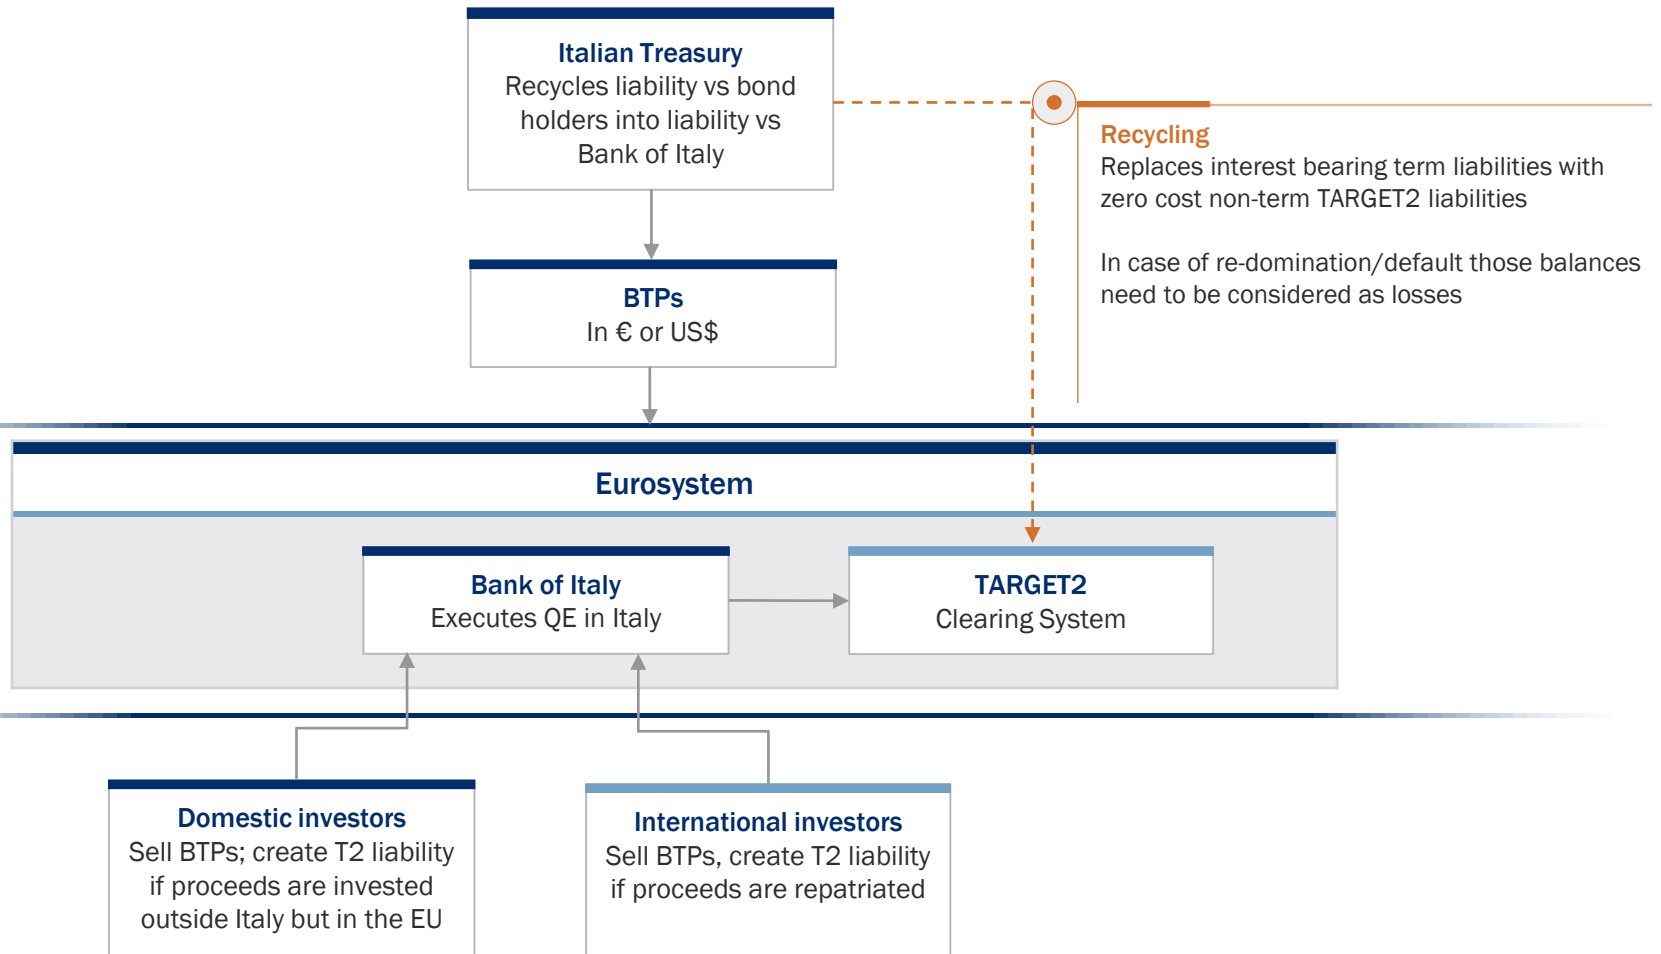 Italian Treasury
Recycles liability vs bond
holders into liability vs
Bank of Italy
Recycling
Replaces interest bearing term liabilities with
zero cost non-term TARGET2 liabilities
In case of re-domination/default those balances
need to be considered as losses
BTPs
In € or US$
Eurosystem
Bank of Italy
Executes QE in Italy
TARGET2
Clearing System
Domestic investors
Sell BTPs; create T2 liability
if proceeds are invested
outside Italy but in the EU
International investors
Sell BTPs, create T2 liability
if proceeds are repatriated